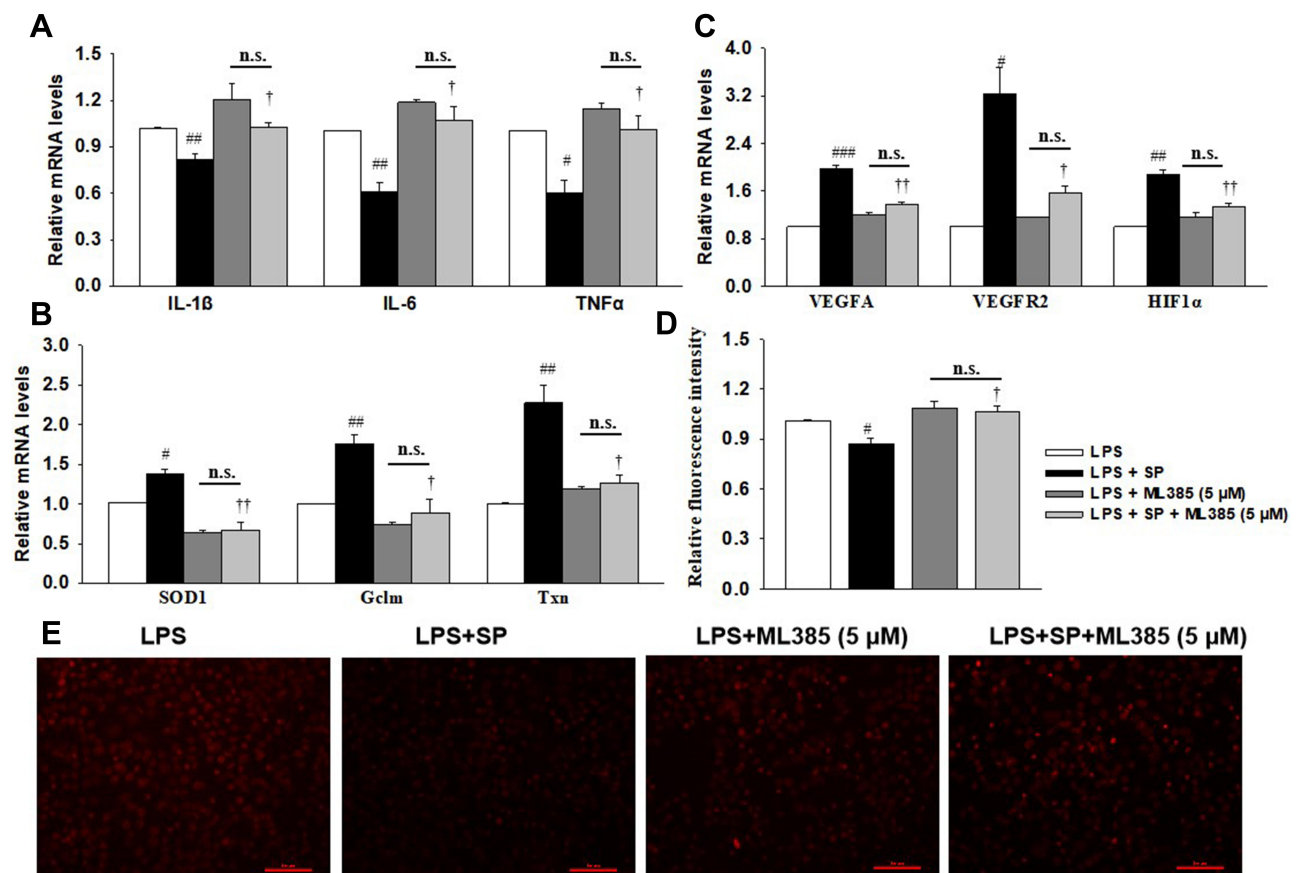 A
Relative mRNA levels
1.5
1.2
0.9
0.6
0.3
0.0
##
n.s.
†
##
n.s.
†
#
n.s.
†
IL-1ß
IL-6
TNFα
C
Relative mRNA levels
4.0
3.2
2.4
1.6
0.8
0.0
###
n.s.
††
#
n.s.
†
##
n.s.
††
VEGFA
VEGFR2
HIF1α
B
Relative mRNA levels
3.0
2.5
2.0
1.5
1.0
0.5
0.0
#
n.s.
††
##
n.s.
†
##
n.s.
†
SOD1
Gclm
Txn
D
Relative fluorescence intensity
1.5
1.2
0.9
0.6
0.3
0.0
#
n.s.
†
LPS
LPS + SP
LPS + ML385 (5 µM)
LPS + SP + ML385 (5 µM)
E
LPS
LPS+SP
LPS+ML385 (5 µM)
LPS+SP+ML385 (5 µM)